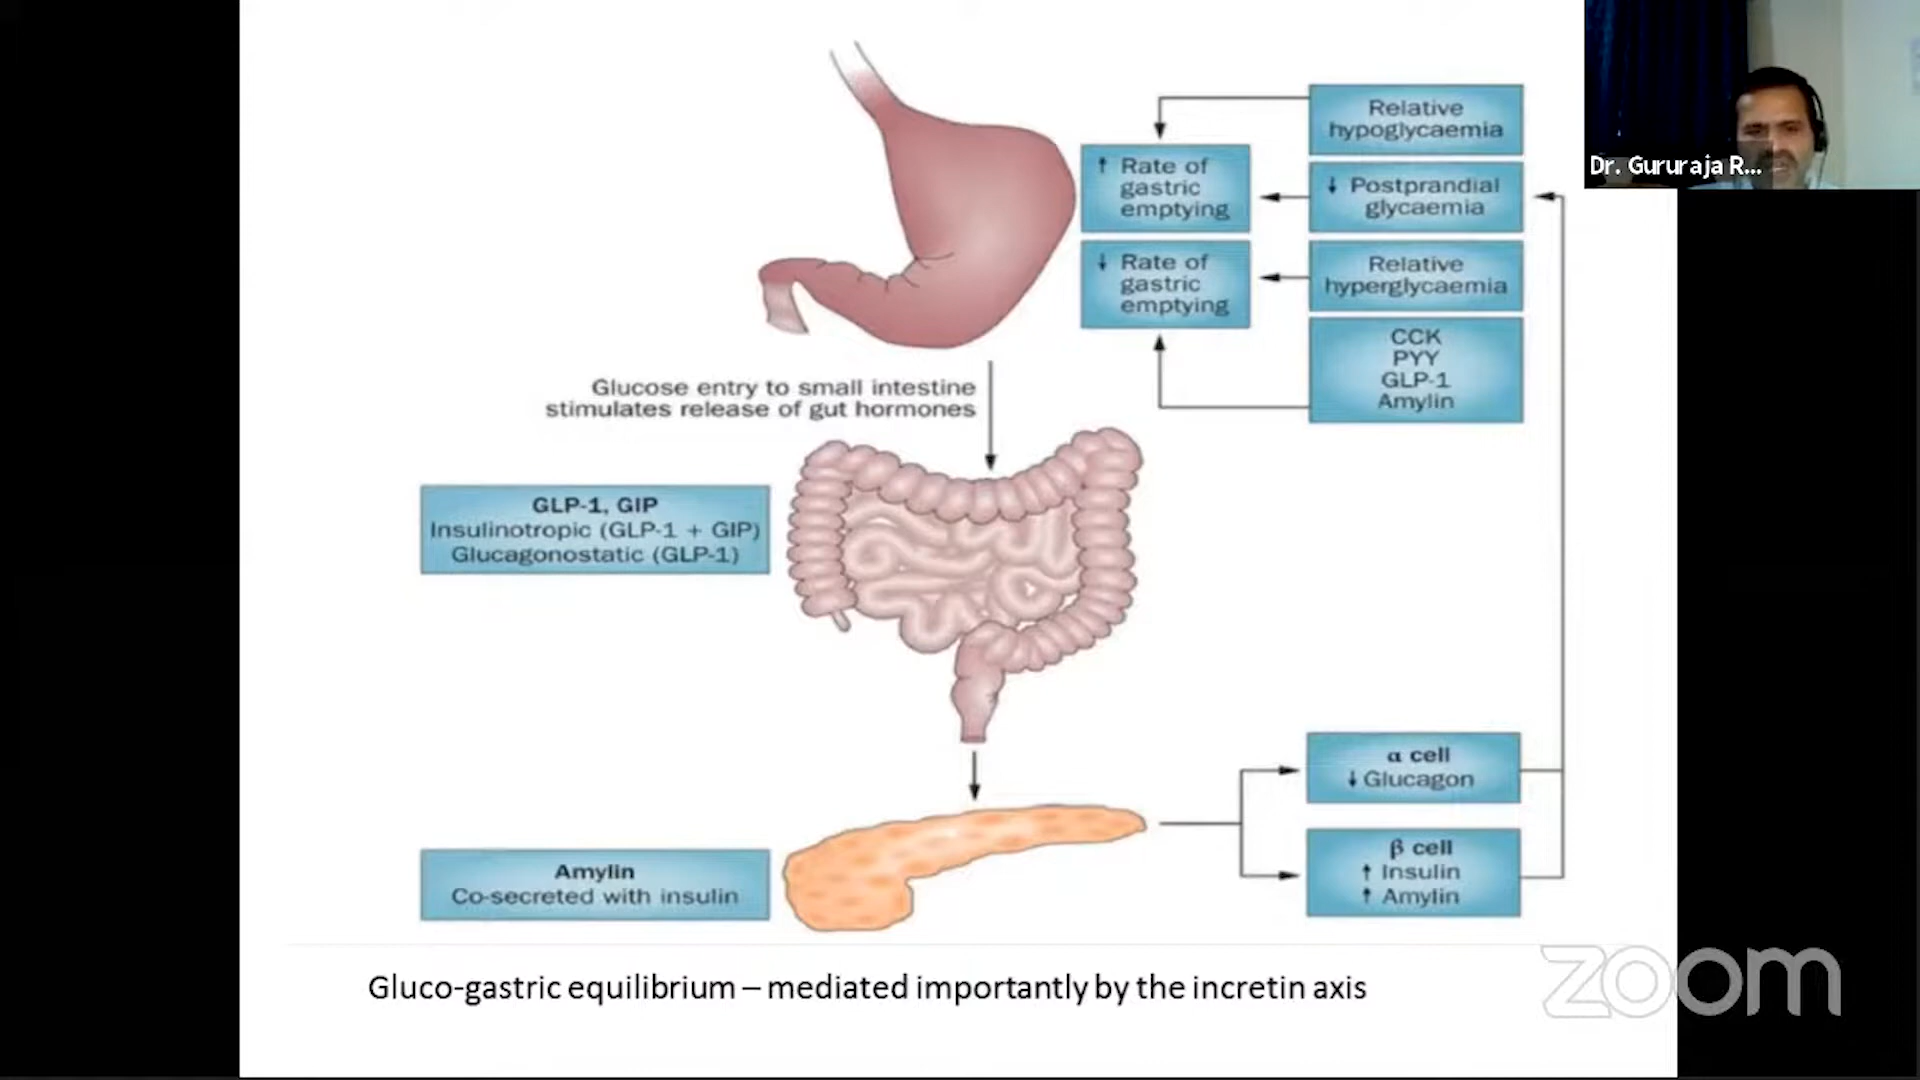 Relative
hypoglycaemia
↑ Rate of
gastric
emptying
↓ Postprandial
glycaemia
↓ Rate of
gastric
emptying
Relative
hyperglycaemia
CCK
PYY
GLP-1
Amylin
Glucose entry to small intestine
stimulates release of gut hormones
GLP-1, GIP
Insulinotropic (GLP-1 + GIP)
Glucagonostatic (GLP-1)
α cell
↓ Glucagon
β cell
↑ Insulin
↑ Amylin
Amylin
Co-secreted with insulin
Gluco-gastric equilibrium – mediated importantly by the incretin axis
Dr. Gururaja R...
zoom